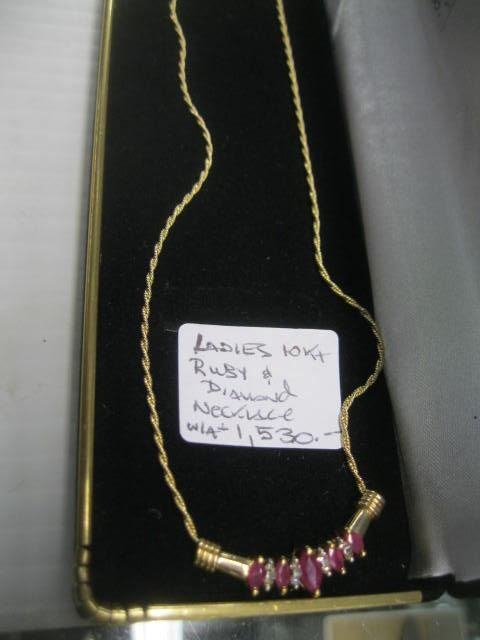 LADIES 10Kt
RUBY &
DIAMOND
NECKLACE
W/A± 1,530.-